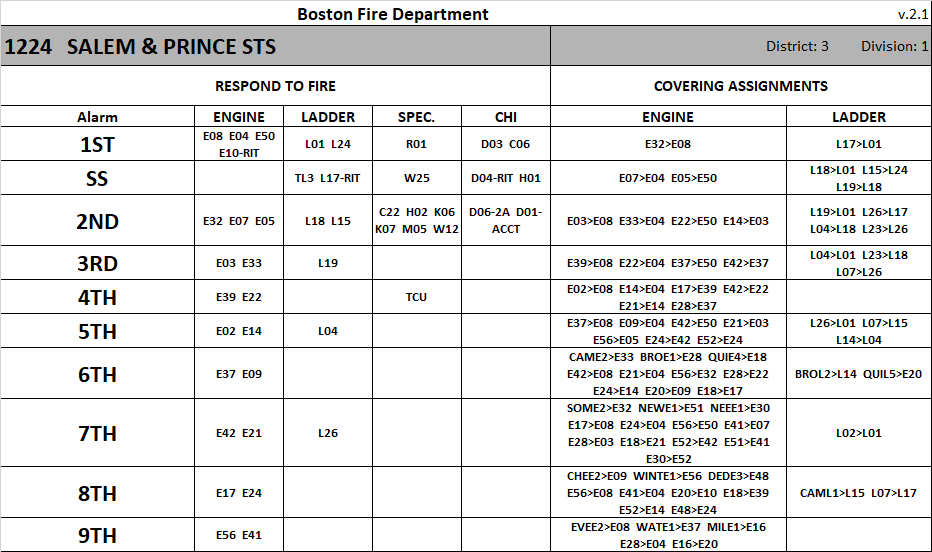 Boston Fire Department v.2.1
1224 SALEM & PRINCE STS District: 3 Division: 1
RESPOND TO FIRE COVERING ASSIGNMENTS
Alarm ENGINE LADDER SPEC. CHI ENGINE LADDER
1ST
E08 E04 E50
E10-RIT
L01 L24
R01
D03 C06
E32>E08
L17>L01
SS
TL3 L17-RIT
W25
D04-RIT H01
E07>E04 E05>E50
L18>L01 L15>L24
L19>L18
2ND
E32 E07 E05
L18 L15
C22 H02 K06
K07 M05 W12
D06-2A D01-
ACCT
E03>E08 E33>E04 E22>E50 E14>E03
L19>L01 L26>L17
L04>L18 L23>L26
3RD
E03 E33
L19
E39>E08 E22>E04 E37>E50 E42>E37
L04>L01 L23>L18
L07>L26
4TH
E39 E22
TCU
E02>E08 E14>E04 E17>E39 E42>E22
E21>E14 E28>E37
5TH
E02 E14
L04
E37>E08 E09>E04 E42>E50 E21>E03
E56>E05 E24>E42 E52>E24
L26>L01 L07>L15
L14>L04
6TH
E37 E09
CAME2>E33 BROE1>E28 QUIE4>E18
E42>E08 E21>E04 E56>E32 E28>E22
E24>E14 E20>E09 E18>E17
BROL2>L14 QUIL5>E20
7TH
E42 E21
L26
SOME2>E32 NEWE1>E51 NEEE1>E30
E17>E08 E24>E04 E56>E50 E41>E07
E28>E03 E18>E21 E52>E42 E51>E41
E30>E52
L02>L01
8TH
E17 E24
CHEE2>E09 WINTE1>E56 DEDE3>E48
E56>E08 E41>E04 E20>E10 E18>E39
E52>E14 E48>E24
CAML1>L15 L07>L17
9TH
E56 E41
EVEE2>E08 WATE1>E37 MILE1>E16
E28>E04 E16>E20